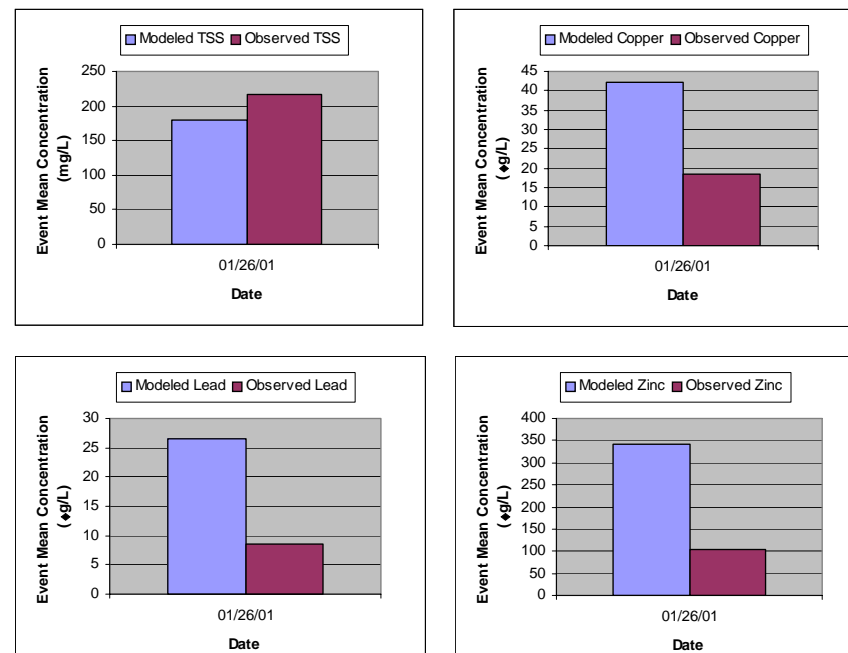 Modeled TSS Observed TSS
Event Mean Concentration
(mg/L)
250
200
150
100
50
0
01/26/01
Date
Modeled Copper Observed Copper
Event Mean Concentration
(◆g/L)
45
40
35
30
25
20
15
10
5
0
01/26/01
Date
Modeled Lead Observed Lead
Event Mean Concentration
(◆g/L)
30
25
20
15
10
5
0
01/26/01
Date
Modeled Zinc Observed Zinc
Event Mean Concentration
(◆g/L)
400
350
300
250
200
150
100
50
0
01/26/01
Date